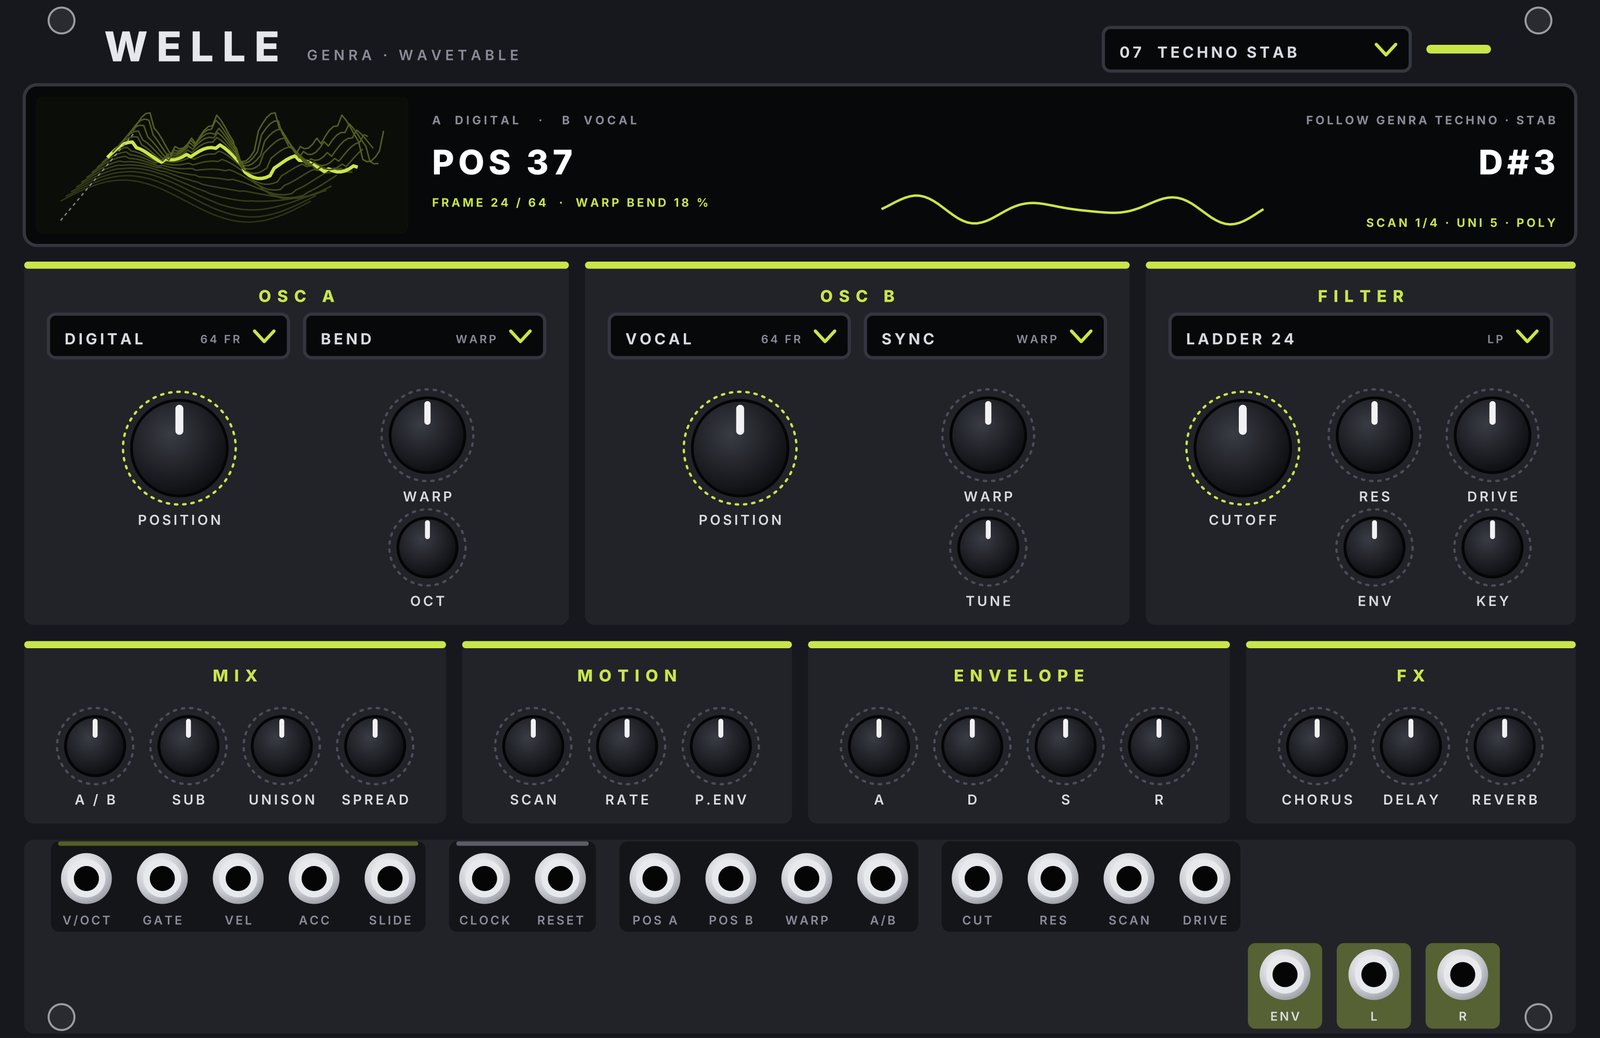 WELLE
GENRA · WAVETABLE
07 TECHNO STAB
A DIGITAL · B VOCAL
FOLLOW GENRA TECHNO · STAB
POS 37
D#3
FRAME 24 / 64 · WARP BEND 18 %
SCAN 1/4 · UNI 5 · POLY
OSC A
DIGITAL 64 FR
BEND WARP
POSITION
WARP
OCT
OSC B
VOCAL 64 FR
SYNC WARP
POSITION
WARP
TUNE
FILTER
LADDER 24 LP
CUTOFF
RES
DRIVE
ENV
KEY
MIX
A / B
SUB
UNISON
SPREAD
MOTION
SCAN
RATE
P.ENV
ENVELOPE
A
D
S
R
FX
CHORUS
DELAY
REVERB
V/OCT
GATE
VEL
ACC
SLIDE
CLOCK
RESET
POS A
POS B
WARP
A/B
CUT
RES
SCAN
DRIVE
ENV
L
R